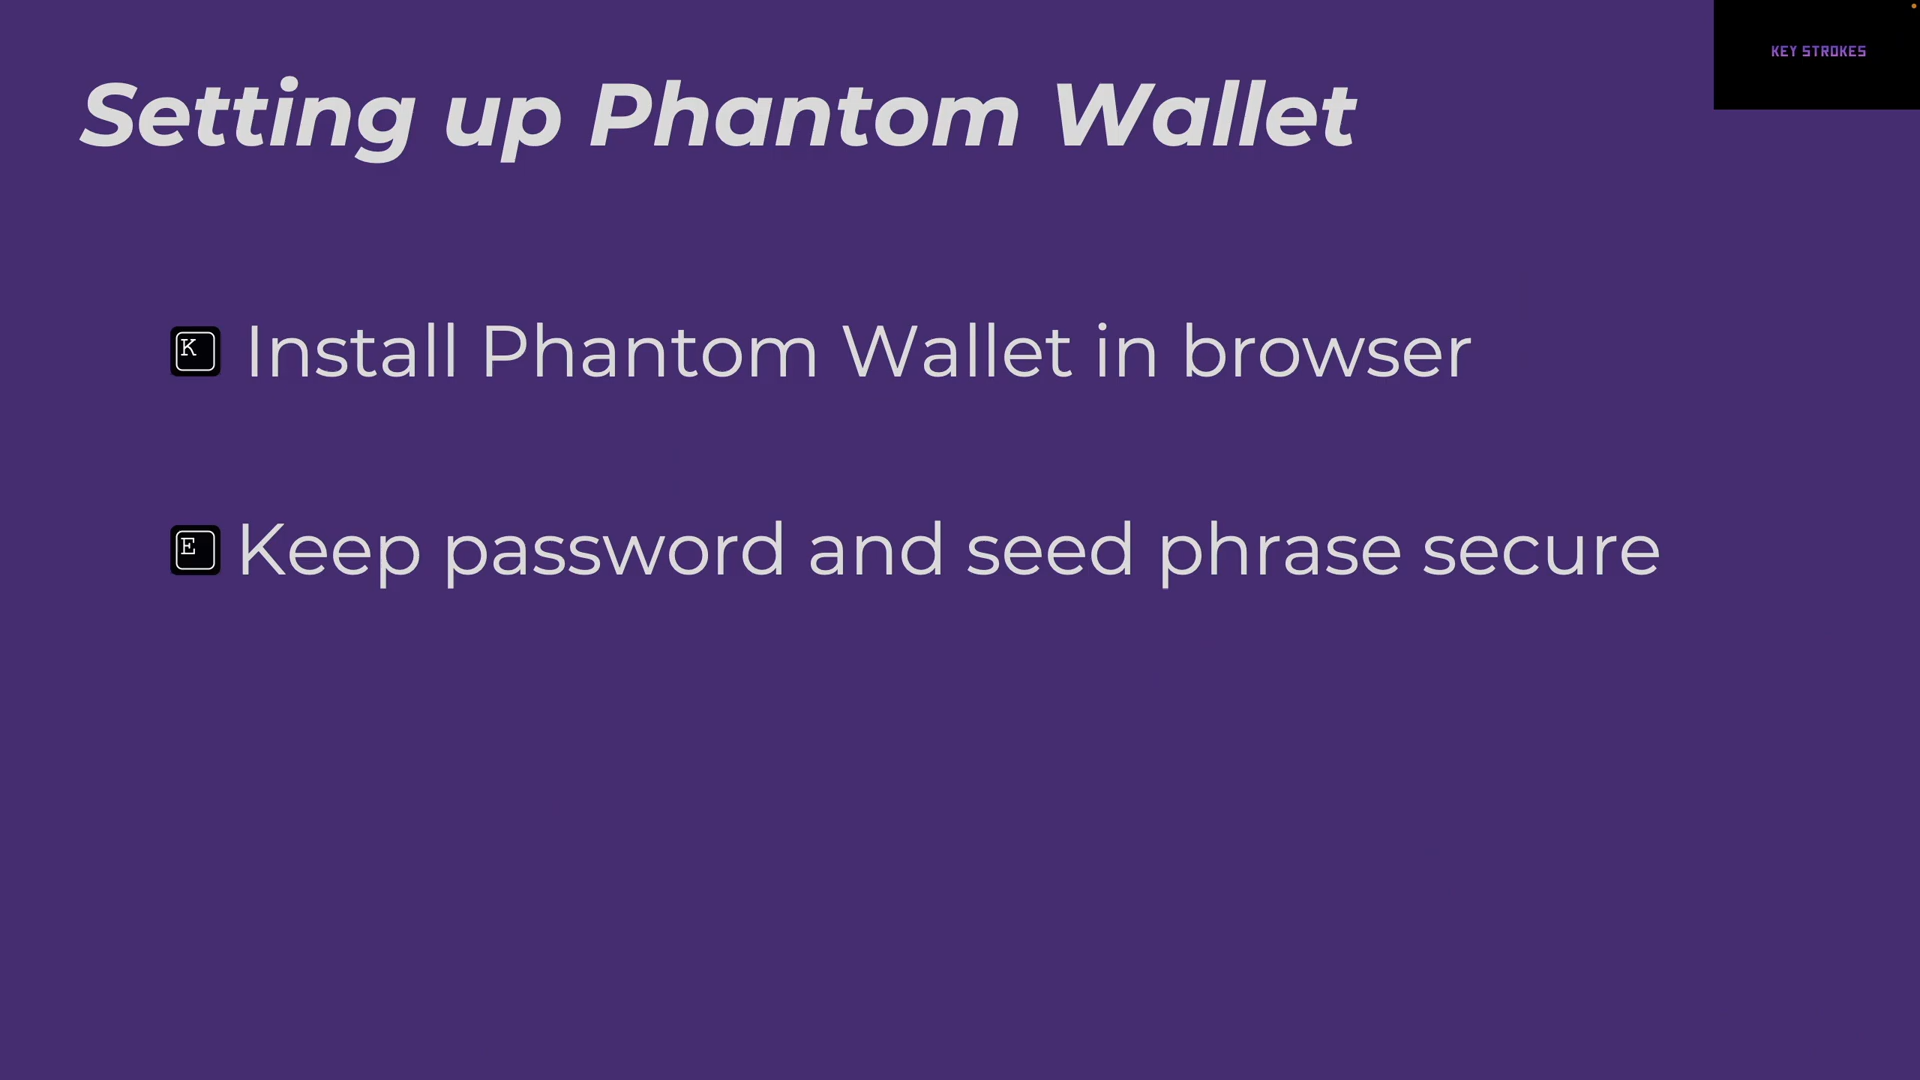 KEY STROKES
Setting up Phantom Wallet
K Install Phantom Wallet in browser
E Keep password and seed phrase secure